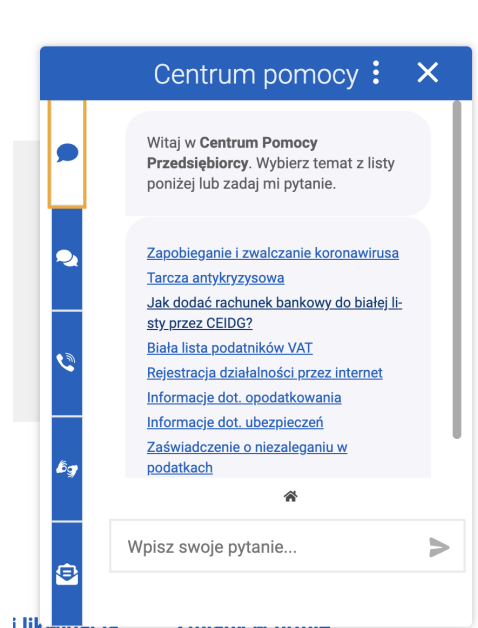 Centrum pomocy
Witaj w Centrum Pomocy
Przedsiębiorcy. Wybierz temat z listy
poniżej lub zadaj mi pytanie.
Zapobieganie i zwalczanie koronawirusa
Tarcza antykryzysowa
Jak dodać rachunek bankowy do białej li-
sty przez CEIDG?
Biała lista podatników VAT
Rejestracja działalności przez internet
Informacje dot. opodatkowania
Informacje dot. ubezpieczeń
Zaświadczenie o niezaleganiu w
podatkach
Wpisz swoje pytanie...